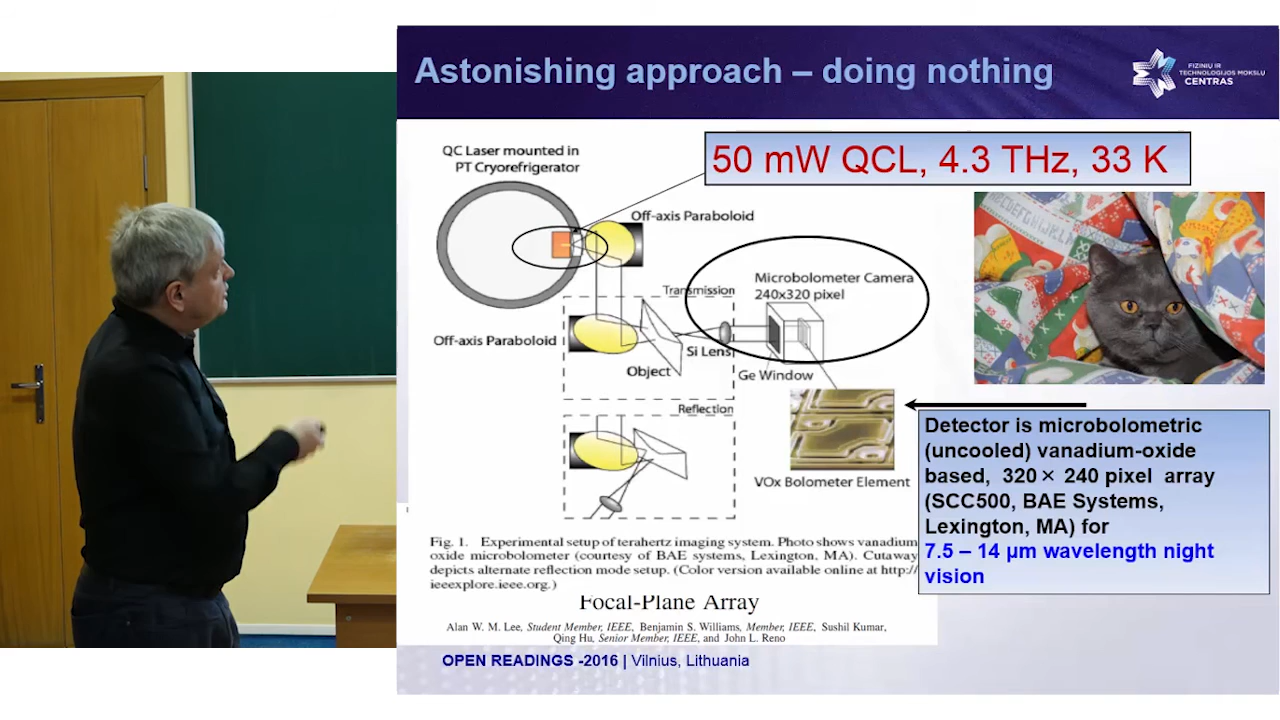 Astonishing approach – doing nothing
FIZINIŲ IR
TECHNOLOGIJOS MOKSLŲ
CENTRAS
QC Laser mounted in
PT Cryorefrigerator
50 mW QCL, 4.3 THz, 33 K
Off-axis Paraboloid
Microbolometer Camera
240x320 pixel
Transmission
Off-axis Paraboloid
Si Lens
Object
Ge Window
Reflection
VOx Bolometer Element
Detector is microbolometric
(uncooled) vanadium-oxide
based, 320 × 240 pixel array
(SCC500, BAE Systems,
Lexington, MA) for
7.5 – 14 µm wavelength night
vision
Fig. 1. Experimental setup of terahertz imaging system. Photo shows vanadium
oxide microbolometer (courtesy of BAE systems, Lexington, MA). Cutaway
depicts alternate reflection mode setup. (Color version available online at http://
ieeexplore.ieee.org.)
Focal-Plane Array
Alan W. M. Lee, Student Member, IEEE, Benjamin S. Williams, Member, IEEE, Sushil Kumar,
Qing Hu, Senior Member, IEEE, and John L. Reno
OPEN READINGS -2016 | Vilnius, Lithuania